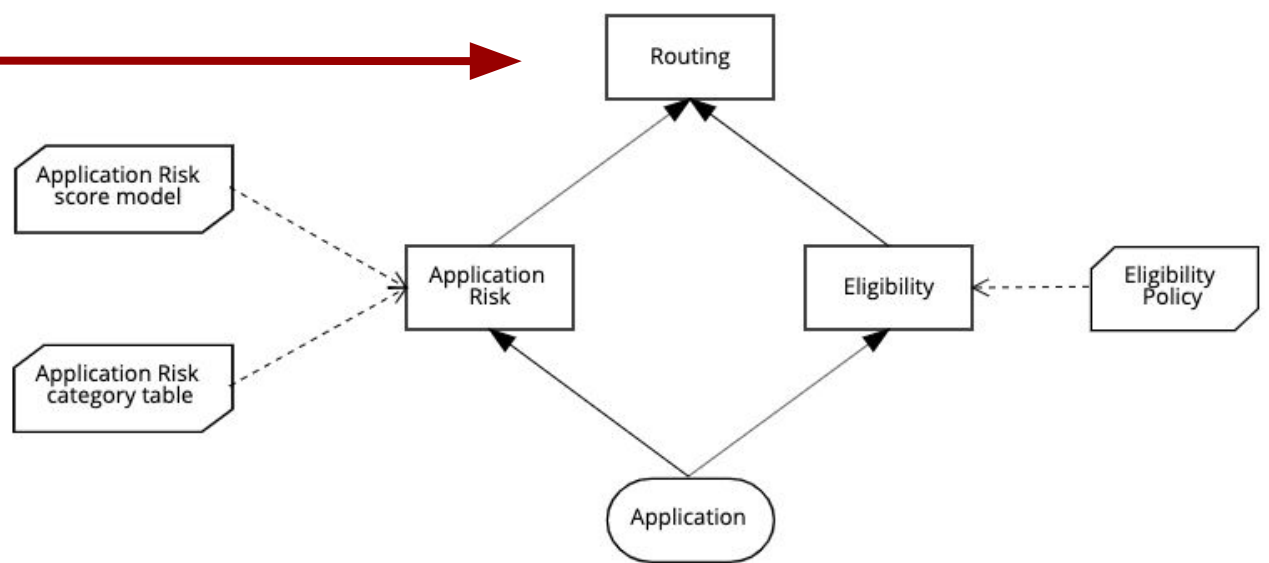 Routing
Application Risk
score model
Application
Risk
Eligibility
Eligibility
Policy
Application Risk
category table
Application